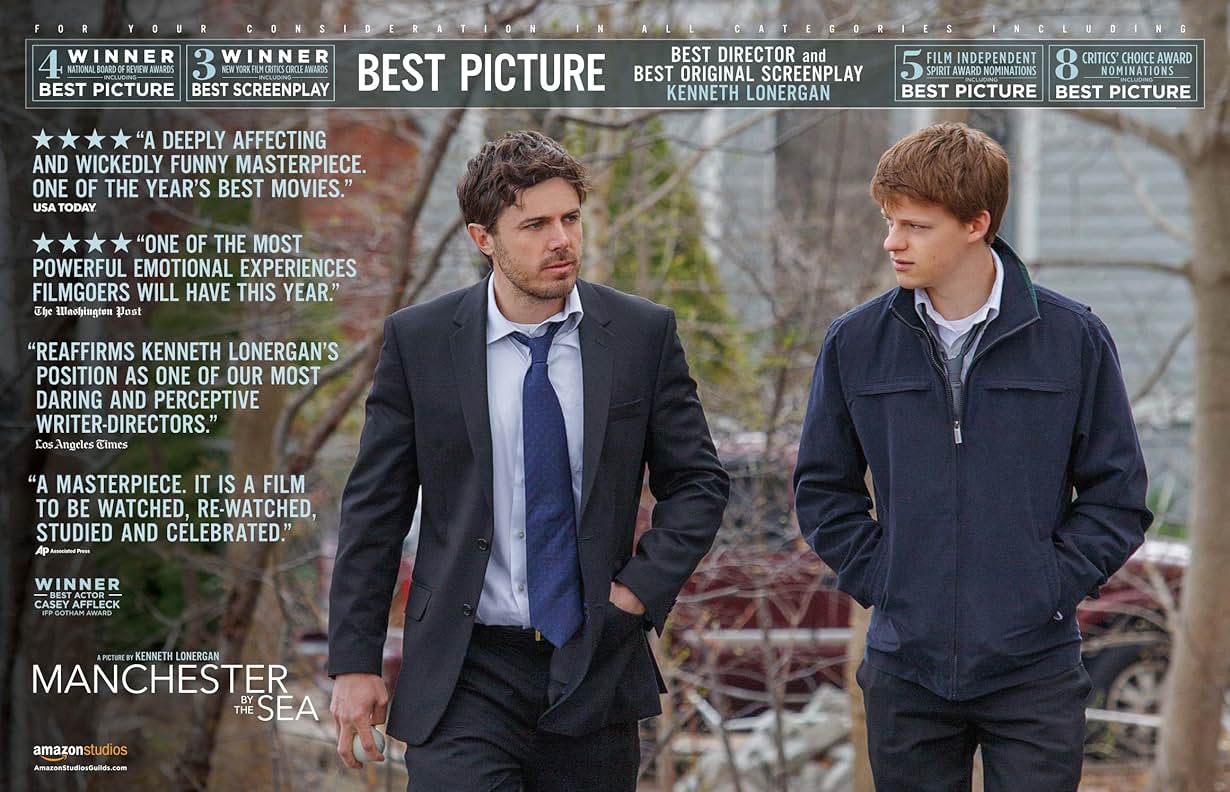 FOR YOUR CONSIDERATION IN ALL CATEGORIES INCLUDING
4 WINNER
NATIONAL BOARD OF REVIEW AWARDS
INCLUDING
BEST PICTURE
3 WINNER
NEW YORK FILM CRITICS CIRCLE AWARDS
INCLUDING
BEST SCREENPLAY
BEST PICTURE
BEST DIRECTOR and
BEST ORIGINAL SCREENPLAY
KENNETH LONERGAN
5 FILM INDEPENDENT
SPIRIT AWARD NOMINATIONS
INCLUDING
BEST PICTURE
8 CRITICS' CHOICE AWARD
NOMINATIONS
INCLUDING
BEST PICTURE
★★★★ “A DEEPLY AFFECTING
AND WICKEDLY FUNNY MASTERPIECE.
ONE OF THE YEAR’S BEST MOVIES.”
USA TODAY
★★★★ “ONE OF THE MOST
POWERFUL EMOTIONAL EXPERIENCES
FILMGOERS WILL HAVE THIS YEAR.”
The Washington Post
“REAFFIRMS KENNETH LONERGAN’S
POSITION AS ONE OF OUR MOST
DARING AND PERCEPTIVE
WRITER-DIRECTORS.”
Los Angeles Times
“A MASTERPIECE. IT IS A FILM
TO BE WATCHED, RE-WATCHED,
STUDIED AND CELEBRATED.”
AP Associated Press
WINNER
BEST ACTOR
CASEY AFFLECK
IFP GOTHAM AWARD
A PICTURE BY KENNETH LONERGAN
MANCHESTER
BY
THE SEA
amazonstudios
AmazonStudiosGuilds.com